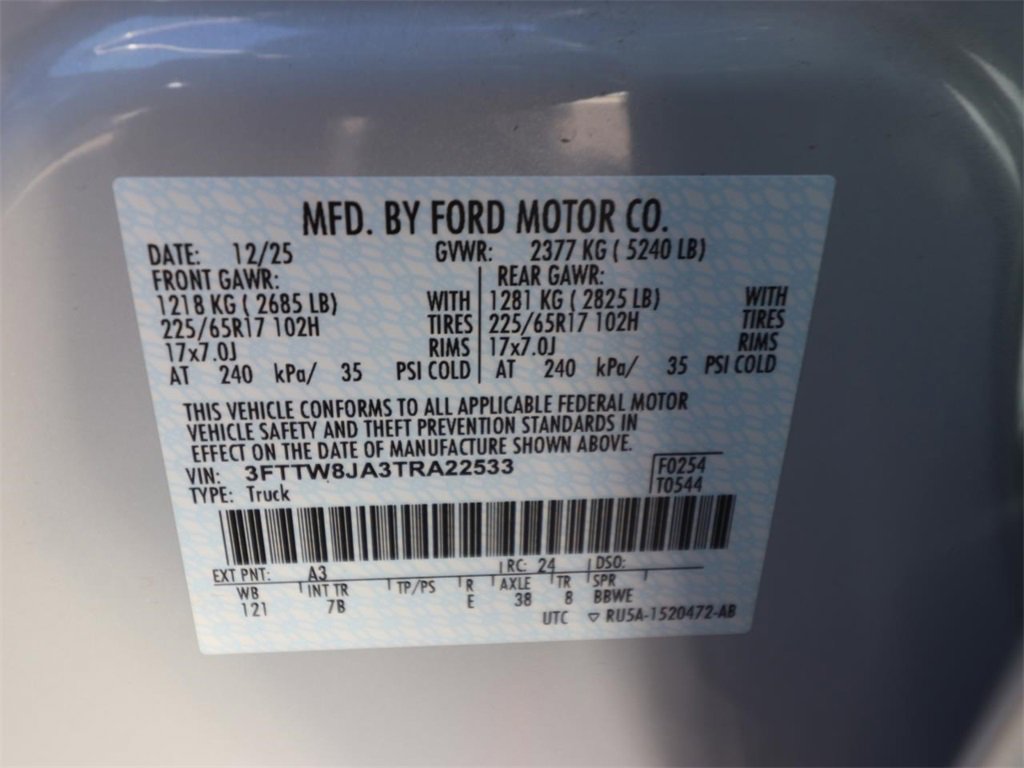 MFD. BY FORD MOTOR CO.
DATE: 12/25 GVWR: 2377 KG ( 5240 LB)
FRONT GAWR: REAR GAWR:
1218 KG ( 2685 LB) WITH 1281 KG ( 2825 LB) WITH
225/65R17 102H TIRES 225/65R17 102H TIRES
17x7.0J RIMS 17x7.0J RIMS
AT 240 kPa/ 35 PSI COLD AT 240 kPa/ 35 PSI COLD
THIS VEHICLE CONFORMS TO ALL APPLICABLE FEDERAL MOTOR
VEHICLE SAFETY AND THEFT PREVENTION STANDARDS IN
EFFECT ON THE DATE OF MANUFACTURE SHOWN ABOVE.
VIN: 3FTTW8JA3TRA22533 F0254
TYPE: Truck T0544
EXT PNT: A3 RC: 24 DSO:
WB INT TR TP/PS R AXLE TR SPR
121 7B E 38 8 BBWE
UTC ▽ RU5A-1520472-AB